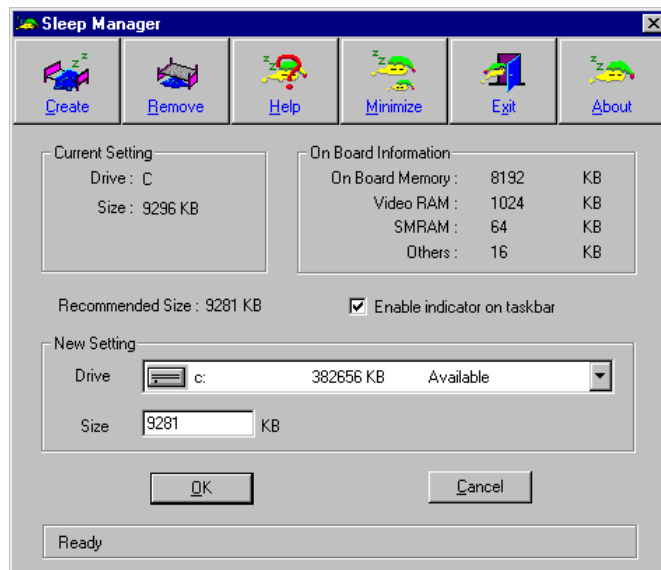 Sleep Manager
Create Remove Help Minimize Exit About
Current Setting
Drive : C
Size : 9296 KB
On Board Information
On Board Memory : 8192 KB
Video RAM : 1024 KB
SMRAM : 64 KB
Others : 16 KB
Recommended Size : 9281 KB
Enable indicator on taskbar
New Setting
Drive c: 382656 KB Available
Size 9281 KB
OK Cancel
Ready